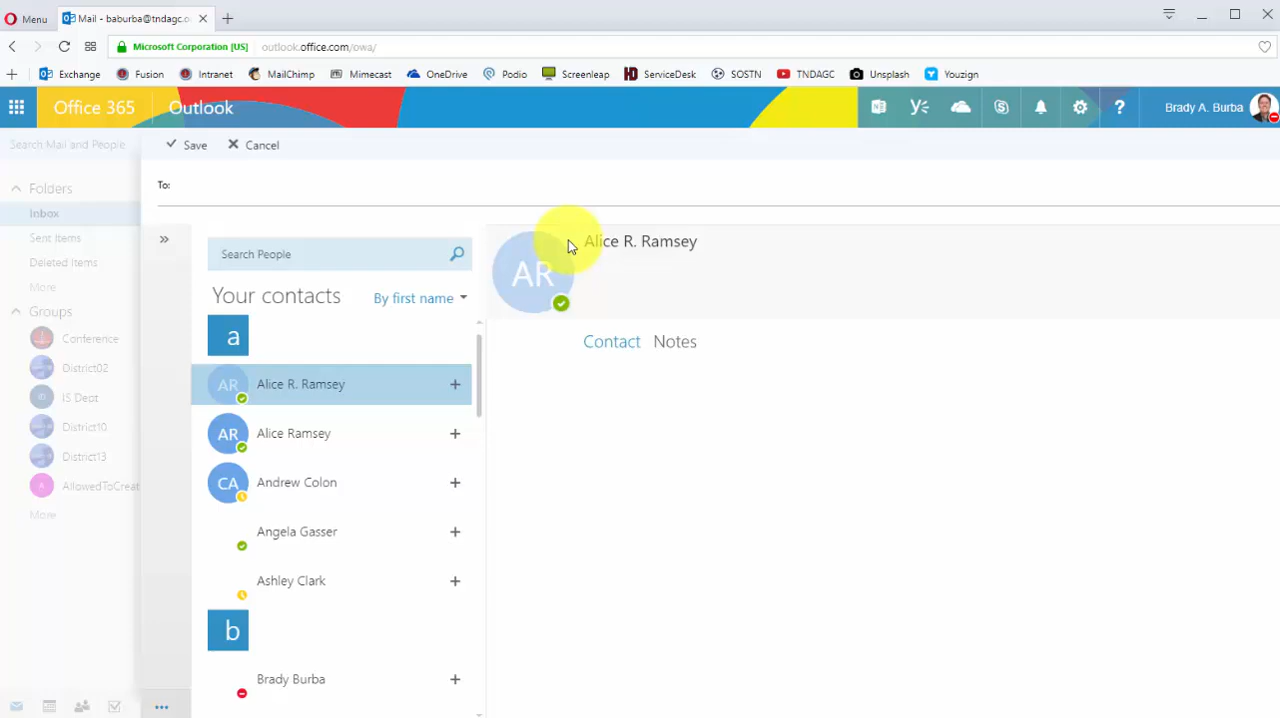 Menu
Mail - baburba@tndagc.o
Microsoft Corporation [US] outlook.office.com/owa/
Exchange Fusion Intranet MailChimp Mimecast OneDrive Podio Screenleap ServiceDesk SOSTN TNDAGC Unsplash Youzign
Office 365 Outlook Brady A. Burba
Search Mail and People Save Cancel
To:
Folders
Inbox
Sent Items
Deleted Items
More
Groups
Conference
District02
IS Dept
District10
District13
AllowedToCreat
More
Search People
Your contacts By first name
a
AR Alice R. Ramsey
AR Alice Ramsey
CA Andrew Colon
Angela Gasser
Ashley Clark
b
Brady Burba
AR Alice R. Ramsey
Contact Notes